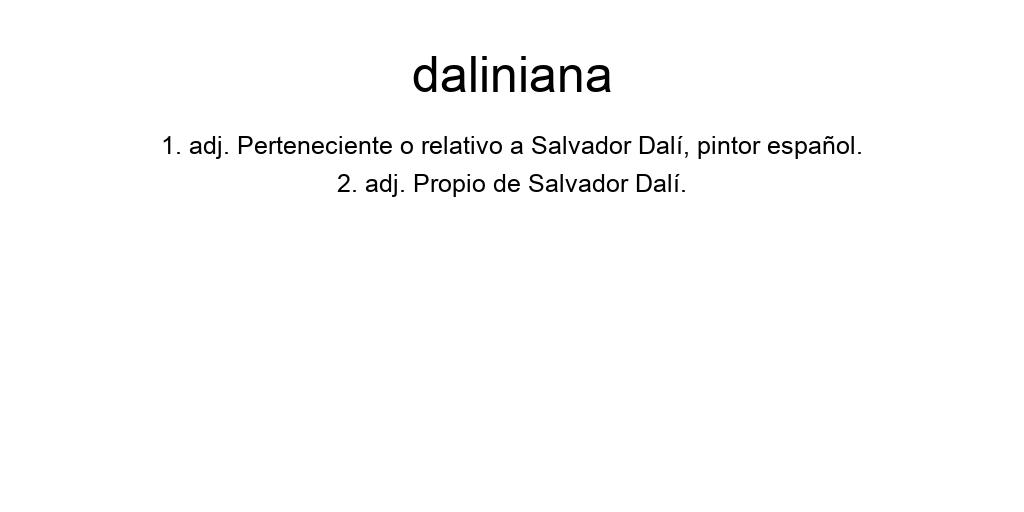 daliniana
1. adj. Perteneciente o relativo a Salvador Dalí, pintor español.
2. adj. Propio de Salvador Dalí.